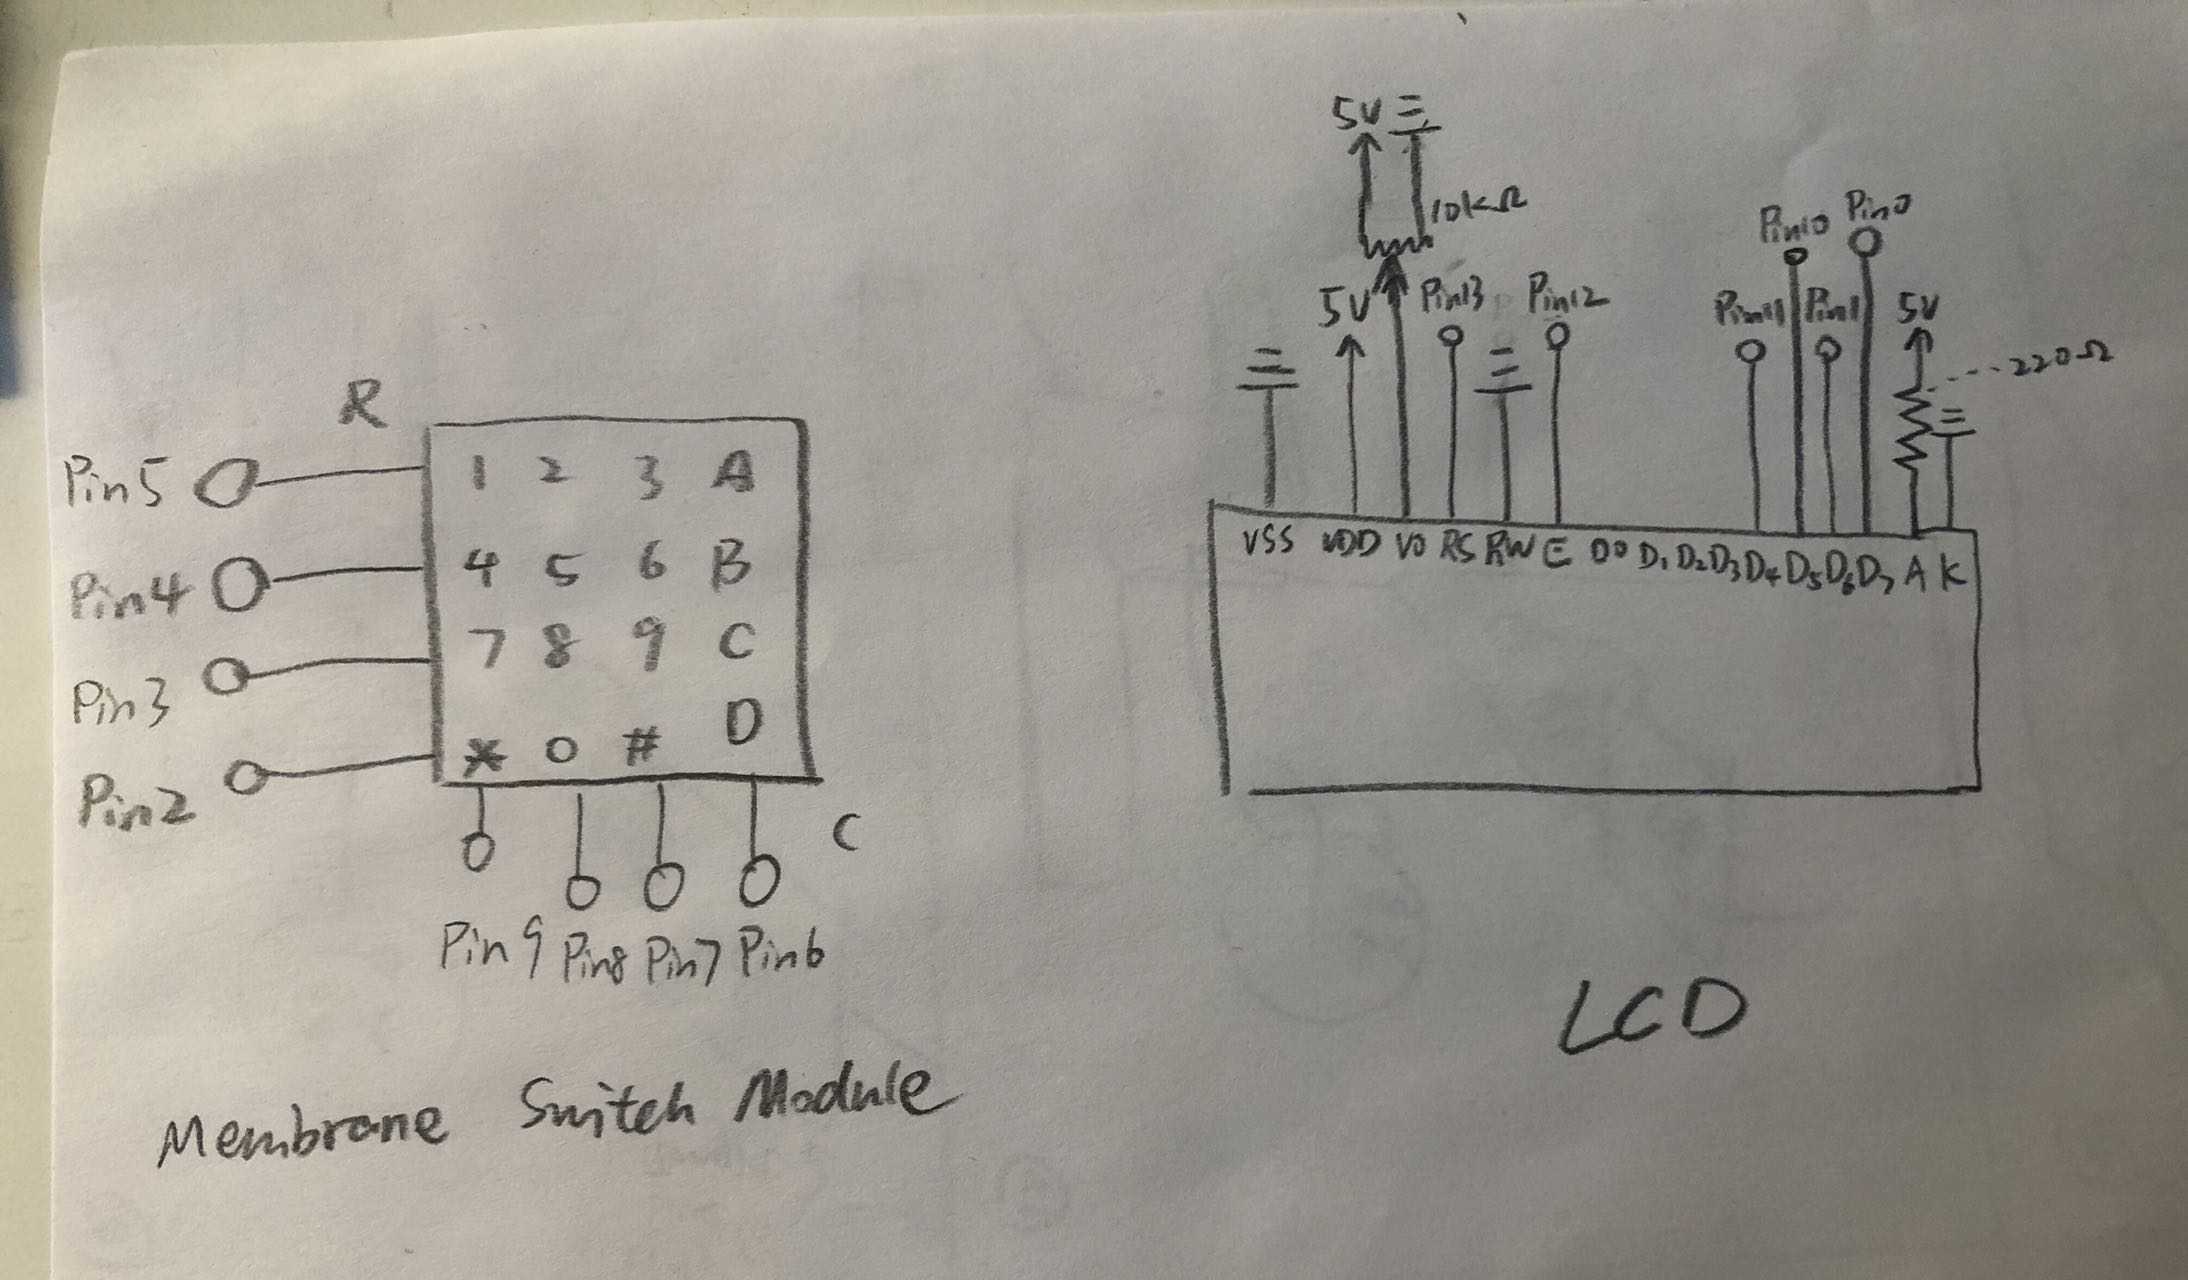 R
Pin5
Pin4
Pin3
Pin2
1 2 3 A
4 5 6 B
7 8 9 C
* 0 # D
C
Pin9 Pin8 Pin7 Pin6
Membrane Switch Module
5V
10kΩ
5V Pin13 Pin12
Pin10 Pin0
Pin11 Pin1 5V
220Ω
VSS VDD V0 RS RW E D0 D1 D2 D3 D4 D5 D6 D7 A K
LCD